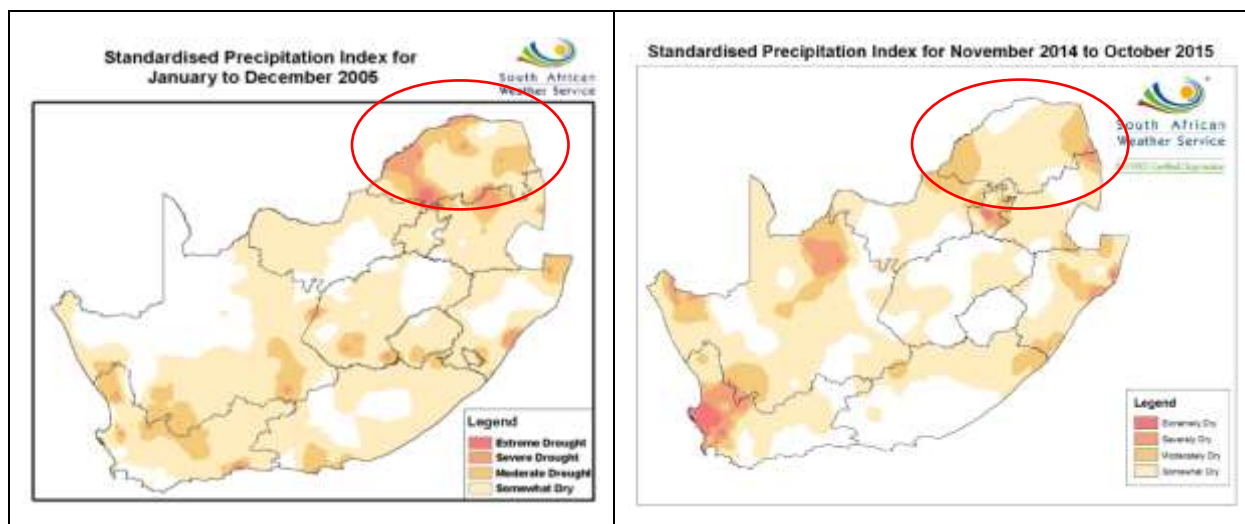 Standardised Precipitation Index for
January to December 2005
South African
Weather Service
Legend
Extreme Drought
Severe Drought
Moderate Drought
Somewhat Dry
Standardised Precipitation Index for November 2014 to October 2015
South African
Weather Service
Legend
Extremely Dry
Severely Dry
Moderately Dry
Somewhat Dry